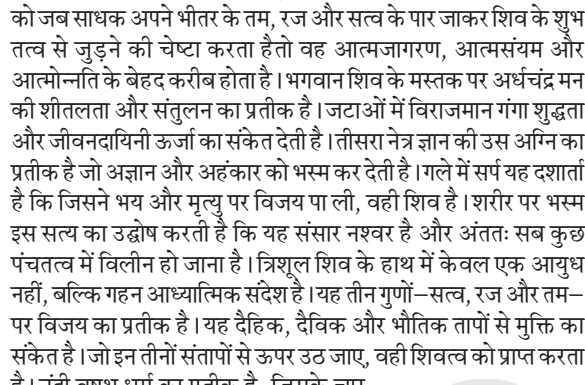 को जब साधक अपने भीतर के तम, रज और सत्व के पार जाकर शिव के शुभ
तत्व से जुड़ने की चेष्टा करता हैतो वह आत्मजागरण, आत्मसंयम और
आत्मोन्नति के बेहद करीब होता है। भगवान शिव के मस्तक पर अर्धचंद्र मन
की शीतलता और संतुलन का प्रतीक है। जटाओं में विराजमान गंगा शुद्धता
और जीवनदायिनी ऊर्जा का संकेत देती है। तीसरा नेत्र ज्ञान की उस अग्नि का
प्रतीक है जो अज्ञान और अहंकार को भस्म कर देती है। गले में सर्प यह दशार्ता
है कि जिसने भय और मृत्यु पर विजय पा ली, वही शिव है। शरीर पर भस्म
इस सत्य का उद्घोष करती है कि यह संसार नश्वर है और अंततः सब कुछ
पंचतत्व में विलीन हो जाना है। त्रिशूल शिव के हाथ में केवल एक आयुध
नहीं, बल्कि गहन आध्यात्मिक संदेश है। यह तीन गुणों–सत्व, रज और तम–
पर विजय का प्रतीक है। यह दैहिक, दैविक और भौतिक तापों से मुक्ति का
संकेत है। जो इन तीनों संतापों से ऊपर उठ जाए, वही शिवत्व को प्राप्त करता